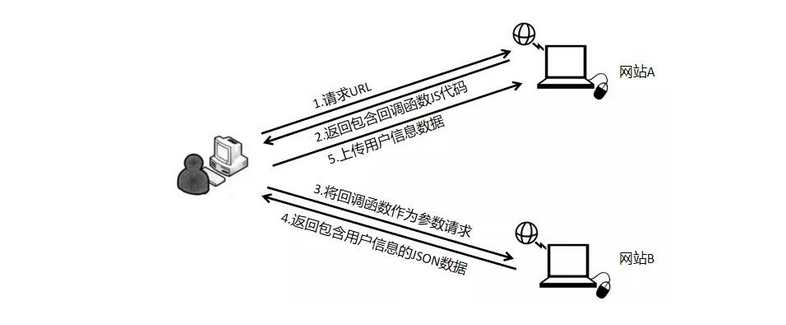 网站A
1.请求URL
2.返回包含回调函数JS代码
5.上传用户信息数据
3.将回调函数作为参数请求
4.返回包含用户信息的JSON数据
网站B